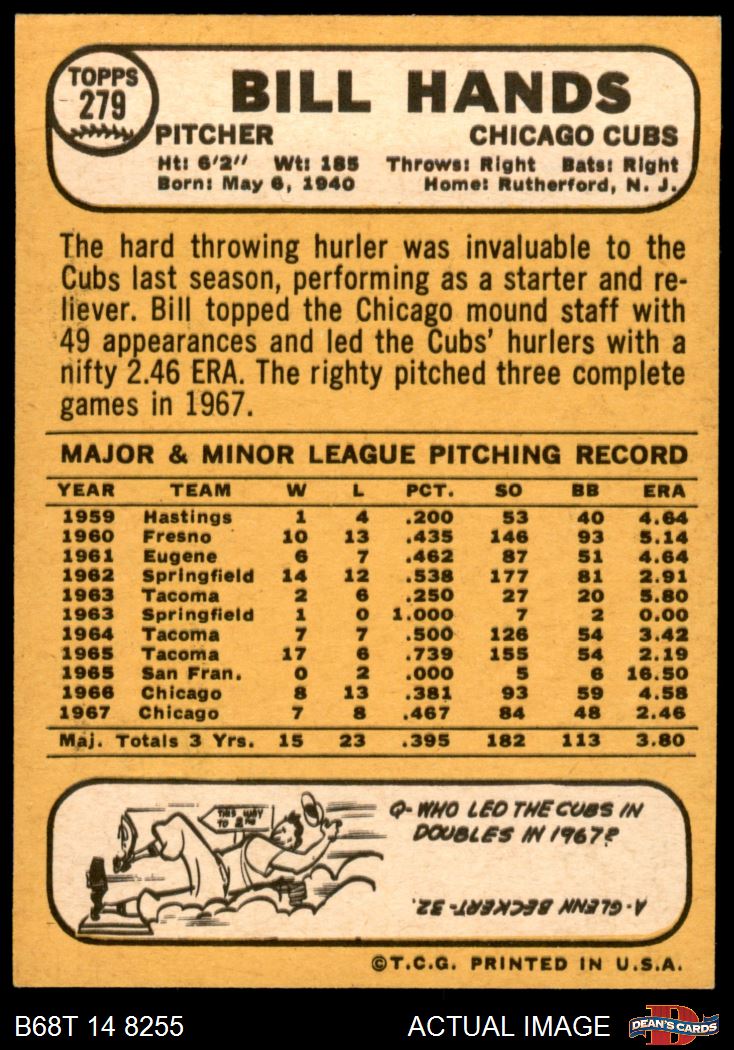 TOPPS
279
BILL HANDS
PITCHER CHICAGO CUBS
Ht: 6'2" Wt: 185 Throws: Right Bats: Right
Born: May 6, 1940 Home: Rutherford, N. J.
The hard throwing hurler was invaluable to the
Cubs last season, performing as a starter and re-
liever. Bill topped the Chicago mound staff with
49 appearances and led the Cubs' hurlers with a
nifty 2.46 ERA. The righty pitched three complete
games in 1967.
MAJOR & MINOR LEAGUE PITCHING RECORD
YEAR TEAM W L PCT. SO BB ERA
1959 Hastings 1 4 .200 53 40 4.64
1960 Fresno 10 13 .435 146 93 5.14
1961 Eugene 6 7 .462 87 51 4.64
1962 Springfield 14 12 .538 177 81 2.91
1963 Tacoma 2 6 .250 27 20 5.80
1963 Springfield 1 0 1.000 7 2 0.00
1964 Tacoma 7 7 .500 126 54 3.42
1965 Tacoma 17 6 .739 155 54 2.19
1965 San Fran. 0 2 .000 5 6 16.50
1966 Chicago 8 13 .381 93 59 4.58
1967 Chicago 7 8 .467 84 48 2.46
Maj. Totals 3 Yrs. 15 23 .395 182 113 3.80
THIS WAY
TO 2nd
Q-WHO LED THE CUBS IN
DOUBLES IN 1967?
A-GLENN BECKERT-32.
©T.C.G. PRINTED IN U.S.A.
B68T 14 8255 ACTUAL IMAGE
DEAN'S CARDS